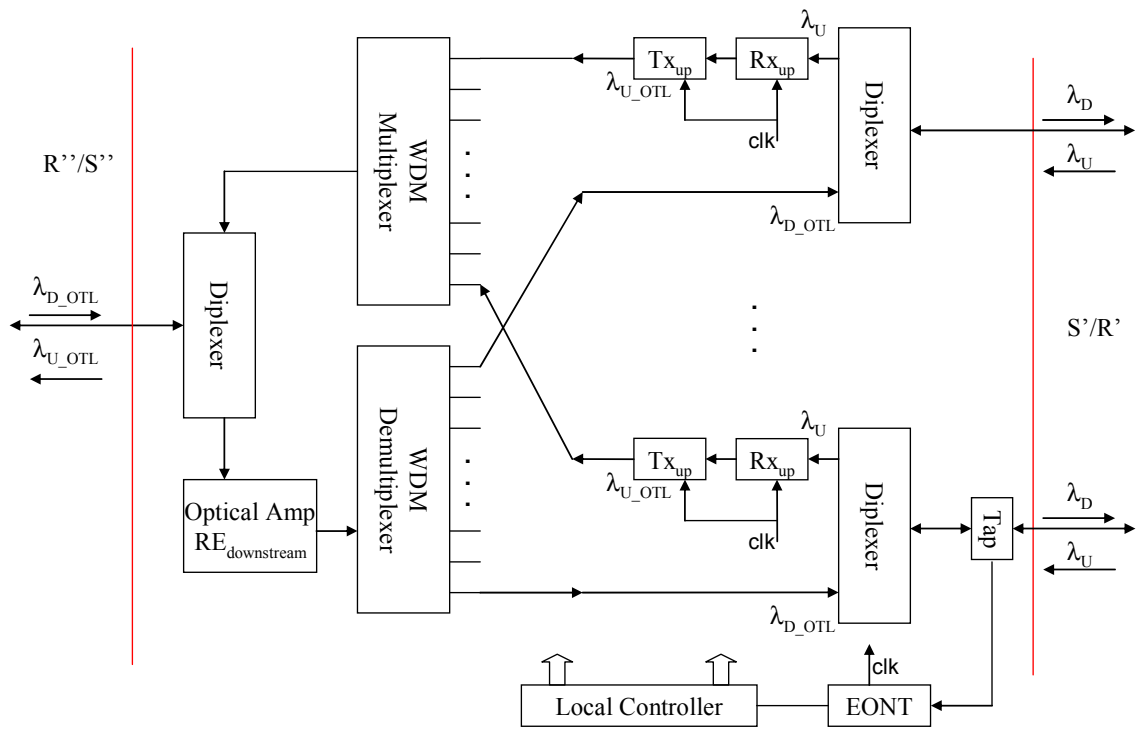 λU
Txup
Rxup
λU_OTL
clk
Diplexer
WDM
Multiplexer
λD
λU
R''/S''
λD_OTL
Diplexer
λD_OTL
λU_OTL
S'/R'
WDM
Demultiplexer
λU
Txup
Rxup
λU_OTL
clk
Diplexer
Optical Amp
REdownstream
Tap
λD
λU
λD_OTL
clk
Local Controller
EONT